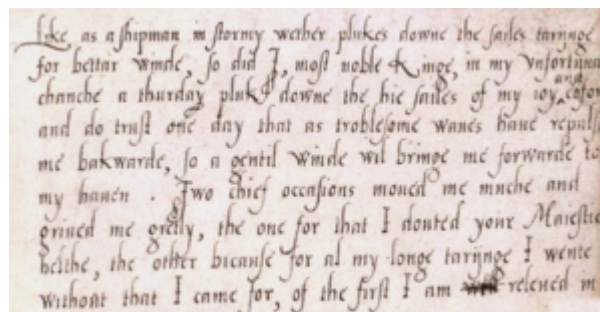 Like as a shipman in stormy wether plukes downe the sailes tarijnge
for bettar winde, so did I, most noble Kinge, in my vnfortuna
chanche a thurday pluk downe the hie sailes of my ioy and cofor
and do trust one day that as troblesome waues haue repulse
me bakwarde, so a gentil winde wil bringe me forwarde to
my hauen . Two chief occasions moued me muche and
griued me gretly, the one for that I douted your Maiestie
helthe, the other bicause for al my longe tarijnge I wente
without that I came for, of the first I am releued in